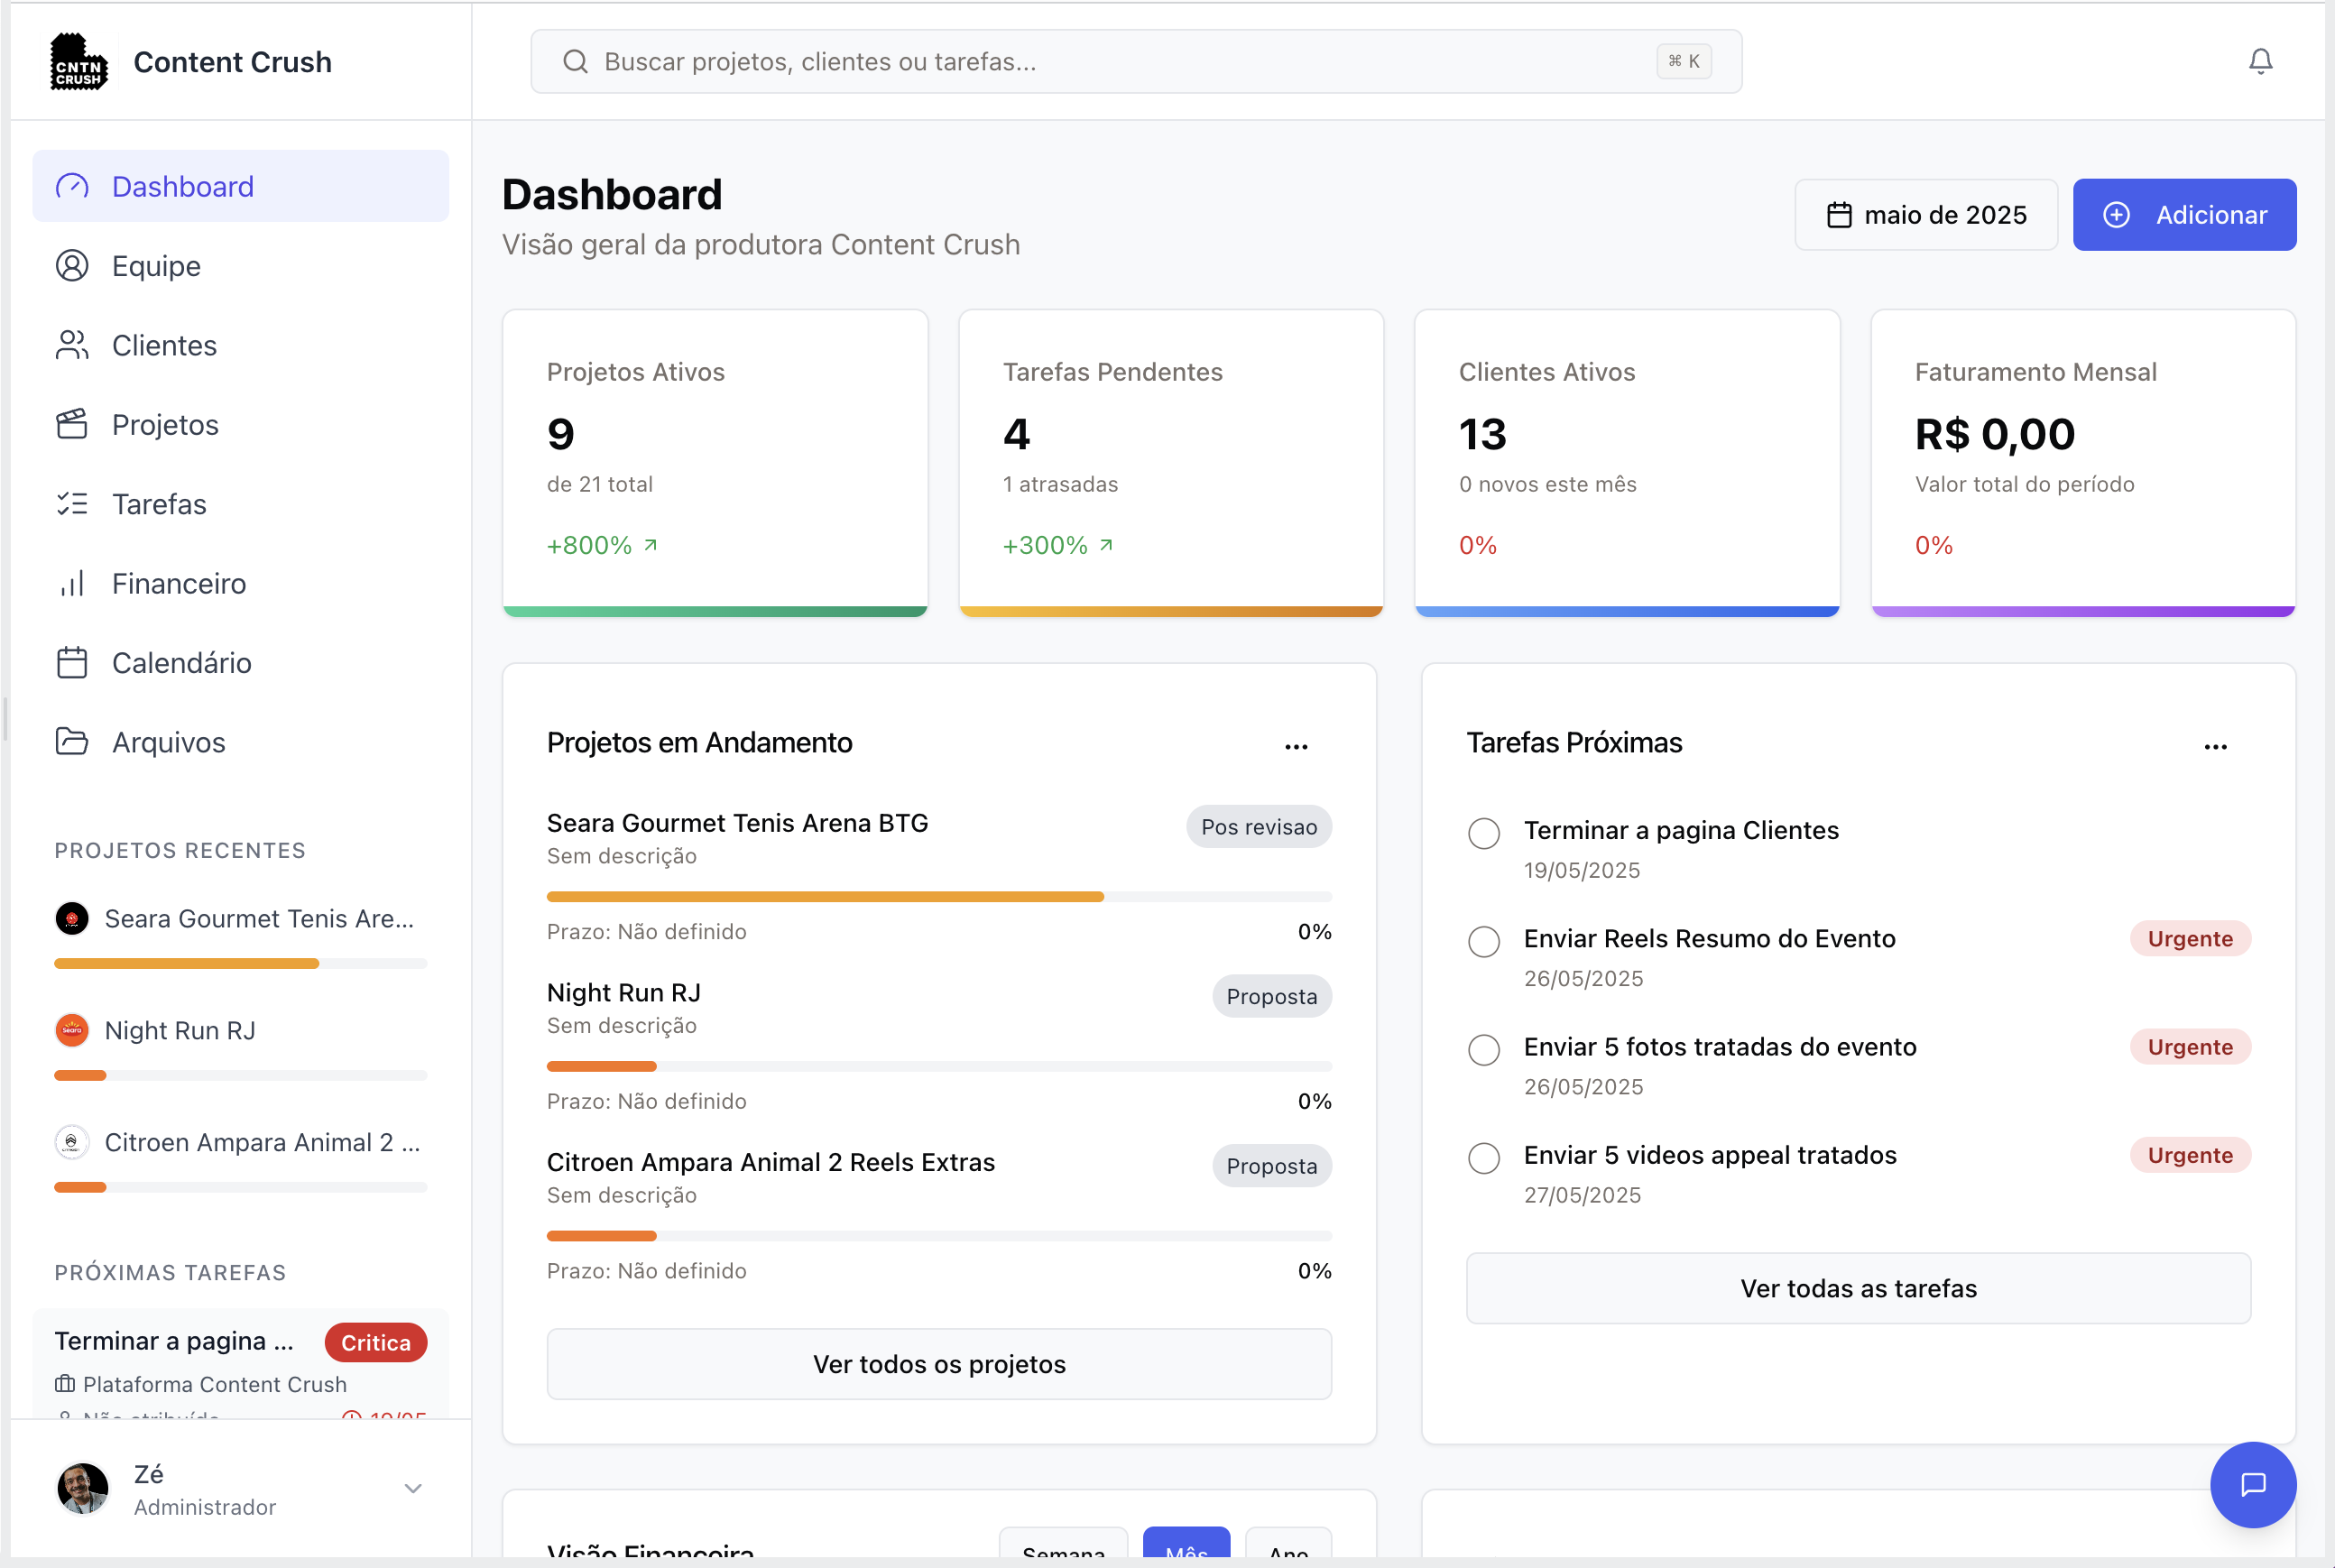 CNTN
CRUSH
Content Crush
Buscar projetos, clientes ou tarefas...
⌘ K
Dashboard
Equipe
Clientes
Projetos
Tarefas
Financeiro
Calendário
Arquivos
PROJETOS RECENTES
Seara Gourmet Tenis Are...
Night Run RJ
Citroen Ampara Animal 2 ...
PRÓXIMAS TAREFAS
Terminar a pagina ...
Critica
Plataforma Content Crush
Não atribuído
19/05
Zé
Administrador
Dashboard
Visão geral da produtora Content Crush
maio de 2025
Adicionar
Projetos Ativos
9
de 21 total
+800%
Tarefas Pendentes
4
1 atrasadas
+300%
Clientes Ativos
13
0 novos este mês
0%
Faturamento Mensal
R$ 0,00
Valor total do período
0%
Projetos em Andamento
Seara Gourmet Tenis Arena BTG
Pos revisao
Sem descrição
Prazo: Não definido
0%
Night Run RJ
Proposta
Sem descrição
Prazo: Não definido
0%
Citroen Ampara Animal 2 Reels Extras
Proposta
Sem descrição
Prazo: Não definido
0%
Ver todos os projetos
Tarefas Próximas
Terminar a pagina Clientes
19/05/2025
Enviar Reels Resumo do Evento
Urgente
26/05/2025
Enviar 5 fotos tratadas do evento
Urgente
26/05/2025
Enviar 5 videos appeal tratados
Urgente
27/05/2025
Ver todas as tarefas
Visão Financeira
Semana
Mês
Ano